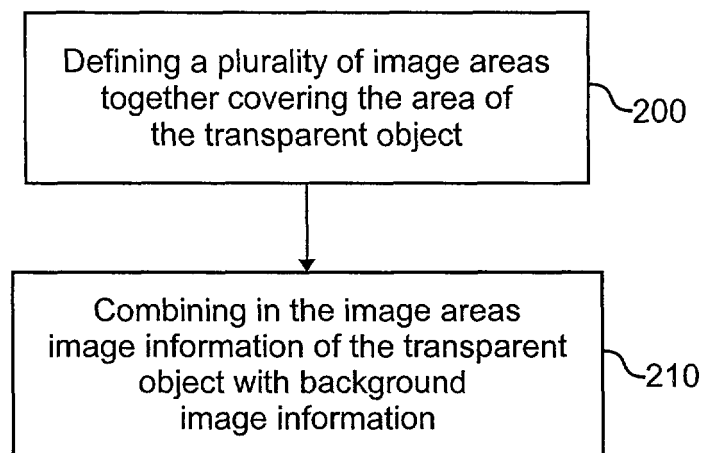 Defining a plurality of image areas
together covering the area of
the transparent object
200
Combining in the image areas
image information of the transparent
object with background
image information
210